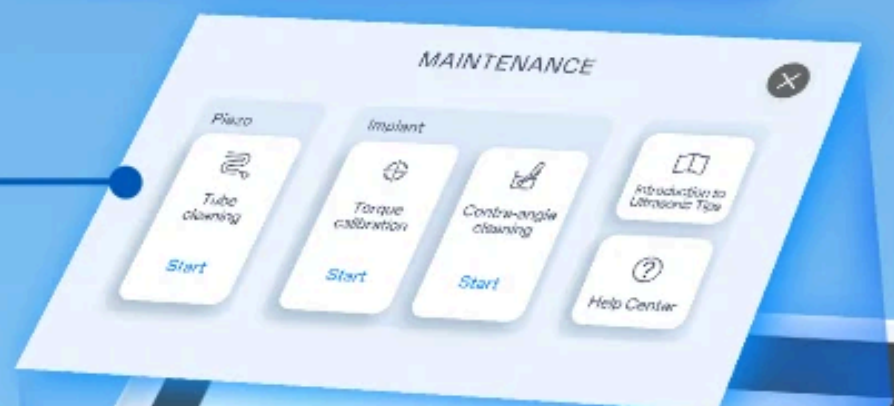 MAINTENANCE
Piezo
Tube
cleaning
Start
Implant
Torque
calibration
Start
Contra-angle
cleaning
Start
Introduction to
Ultrasonic Tips
Help Center